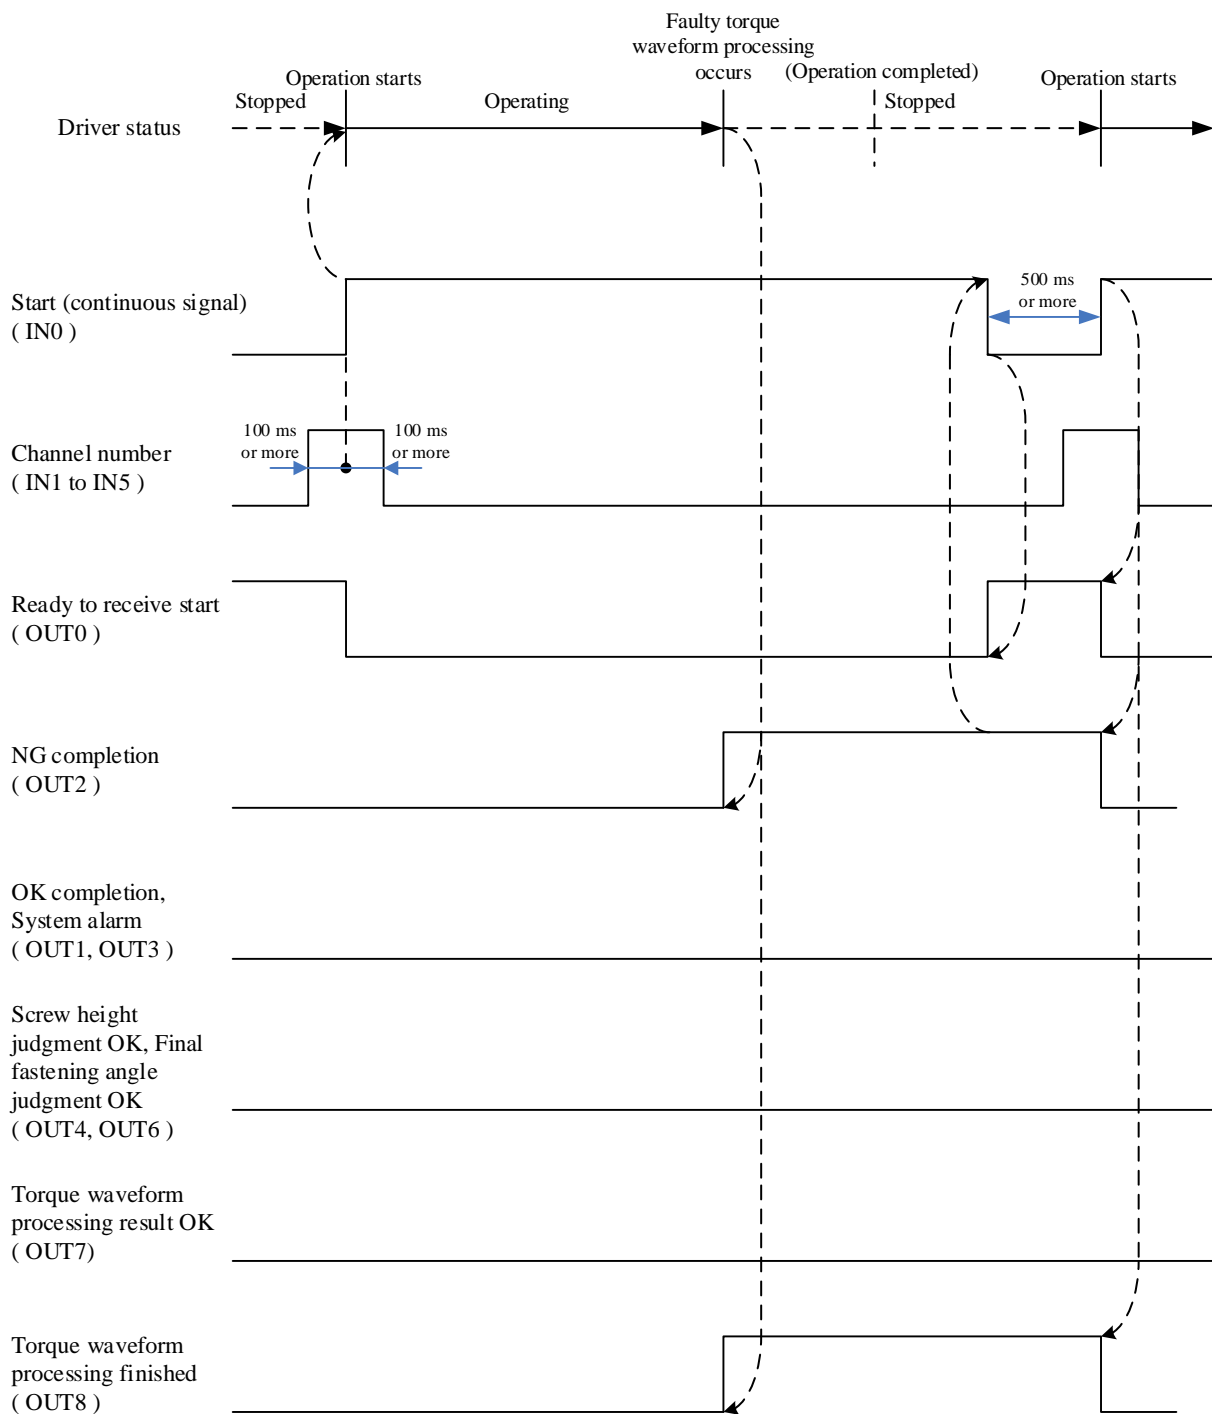 Faulty torque
waveform processing
occurs
(Operation completed)
Operation starts
Operation starts
Stopped
Operating
Stopped
Driver status
Start (continuous signal)
( IN0 )
500 ms
or more
Channel number
( IN1 to IN5 )
100 ms
or more
100 ms
or more
Ready to receive start
( OUT0 )
NG completion
( OUT2 )
OK completion,
System alarm
( OUT1, OUT3 )
Screw height
judgment OK, Final
fastening angle
judgment OK
( OUT4, OUT6 )
Torque waveform
processing result OK
( OUT7)
Torque waveform
processing finished
( OUT8 )